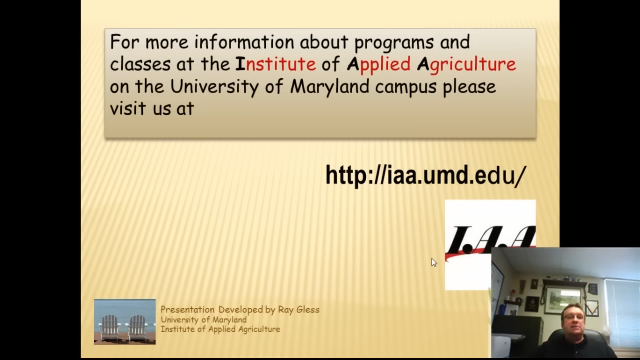 For more information about programs and
classes at the Institute of Applied Agriculture
on the University of Maryland campus please
visit us at
http://iaa.umd.edu/
I.A.A
Presentation Developed by Ray Gless
University of Maryland
Institute of Applied Agriculture